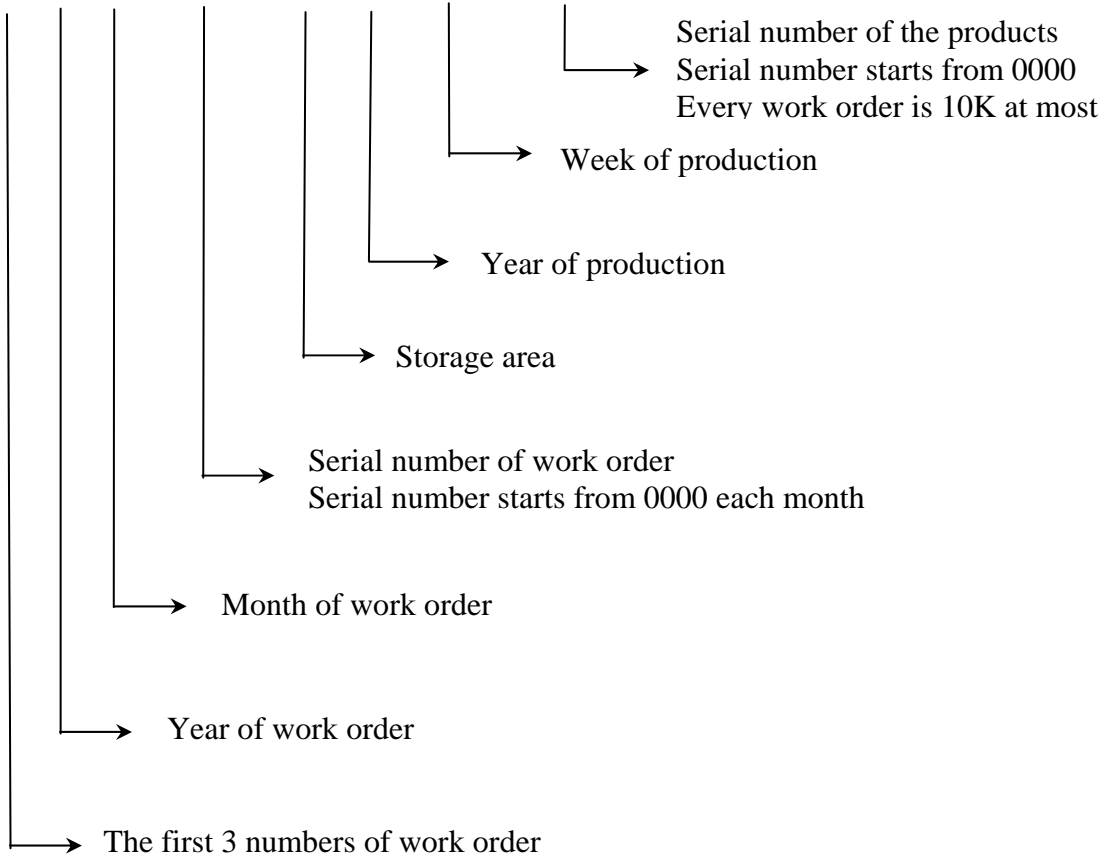 Serial number of the products
Serial number starts from 0000
Every work order is 10K at most
Week of production
Year of production
Storage area
Serial number of work order
Serial number starts from 0000 each month
Month of work order
Year of work order
The first 3 numbers of work order